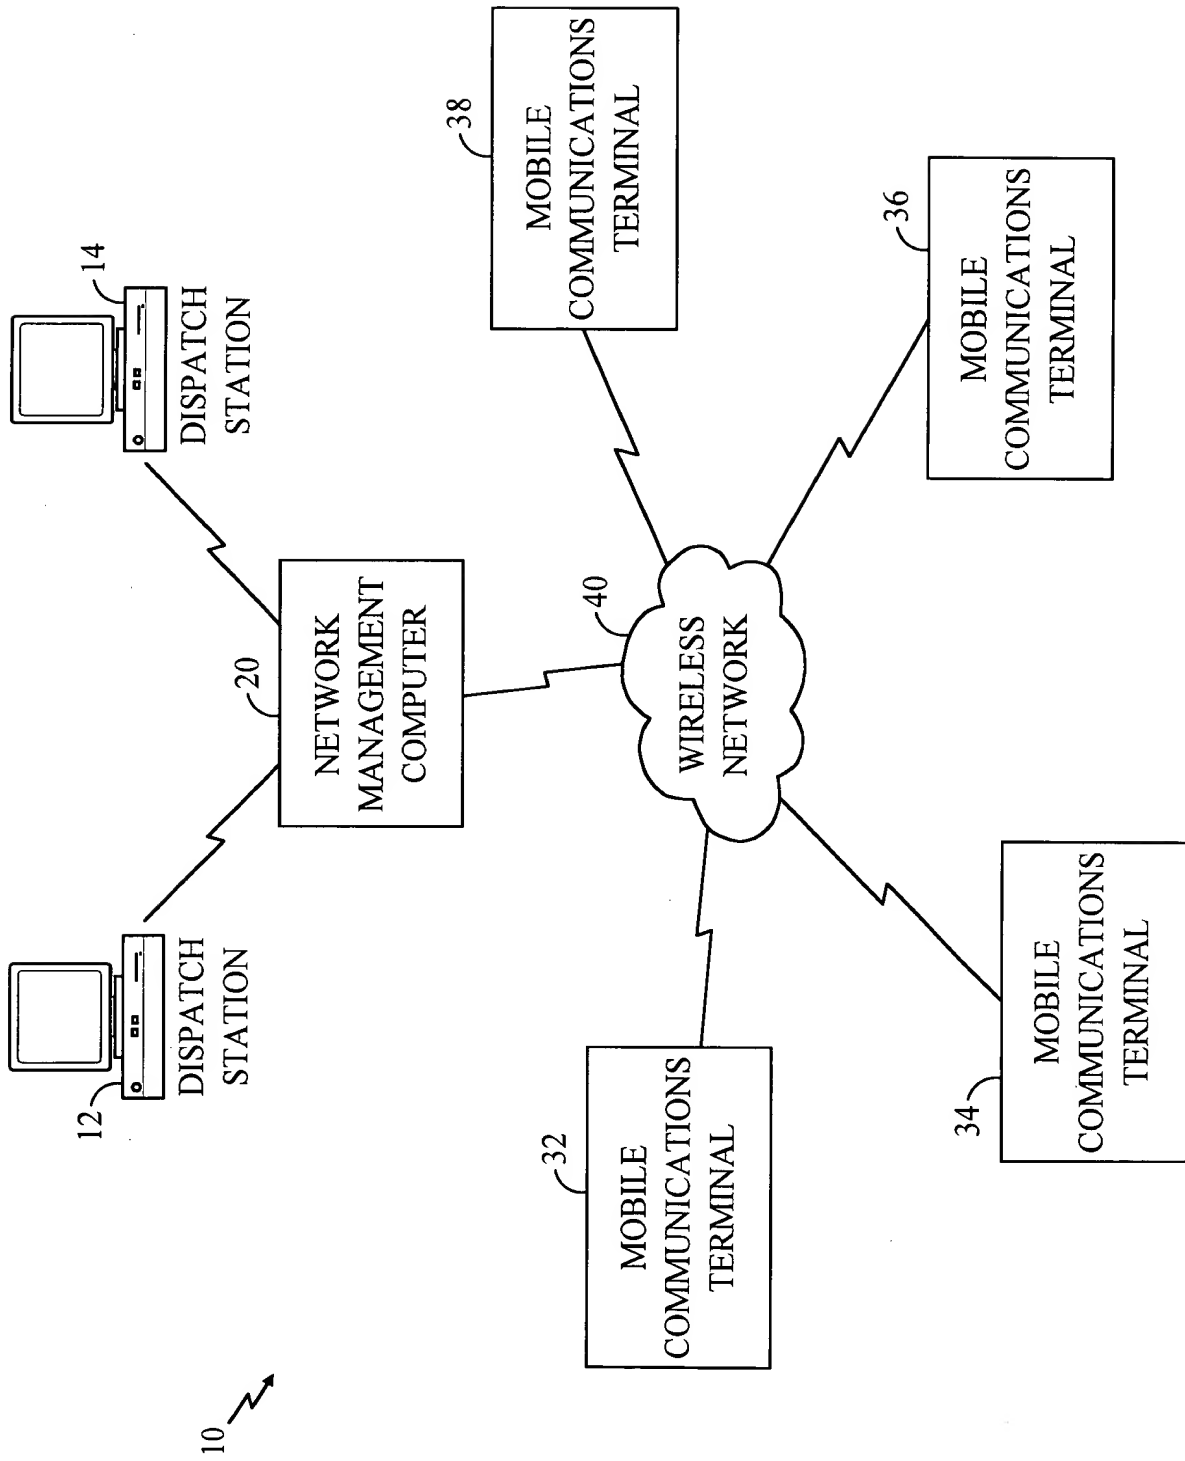 10
12
DISPATCH
STATION
14
DISPATCH
STATION
20
NETWORK
MANAGEMENT
COMPUTER
40
WIRELESS
NETWORK
32
MOBILE
COMMUNICATIONS
TERMINAL
34
MOBILE
COMMUNICATIONS
TERMINAL
36
MOBILE
COMMUNICATIONS
TERMINAL
38
MOBILE
COMMUNICATIONS
TERMINAL